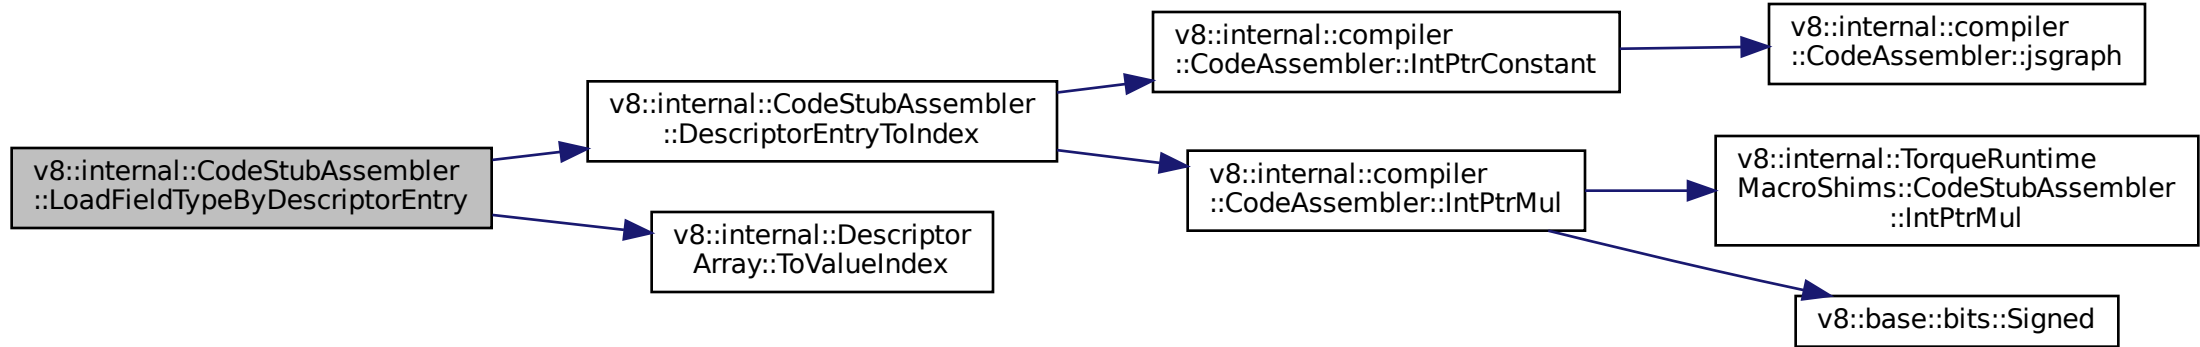 v8::internal::CodeStubAssembler
::LoadFieldTypeByDescriptorEntry
v8::internal::CodeStubAssembler
::DescriptorEntryToIndex
v8::internal::Descriptor
Array::ToValueIndex
v8::internal::compiler
::CodeAssembler::IntPtrConstant
v8::internal::compiler
::CodeAssembler::IntPtrMul
v8::internal::compiler
::CodeAssembler::jsgraph
v8::internal::TorqueRuntime
MacroShims::CodeStubAssembler
::IntPtrMul
v8::base::bits::Signed